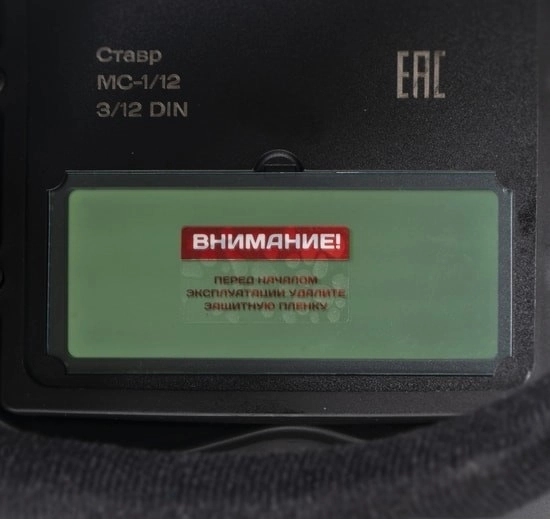 Ставр
МС-1/12
3/12 DIN
EAC
ВНИМАНИЕ!
ПЕРЕД НАЧАЛОМ
ЭКСПЛУАТАЦИИ УДАЛИТЕ
ЗАЩИТНУЮ ПЛЕНКУ